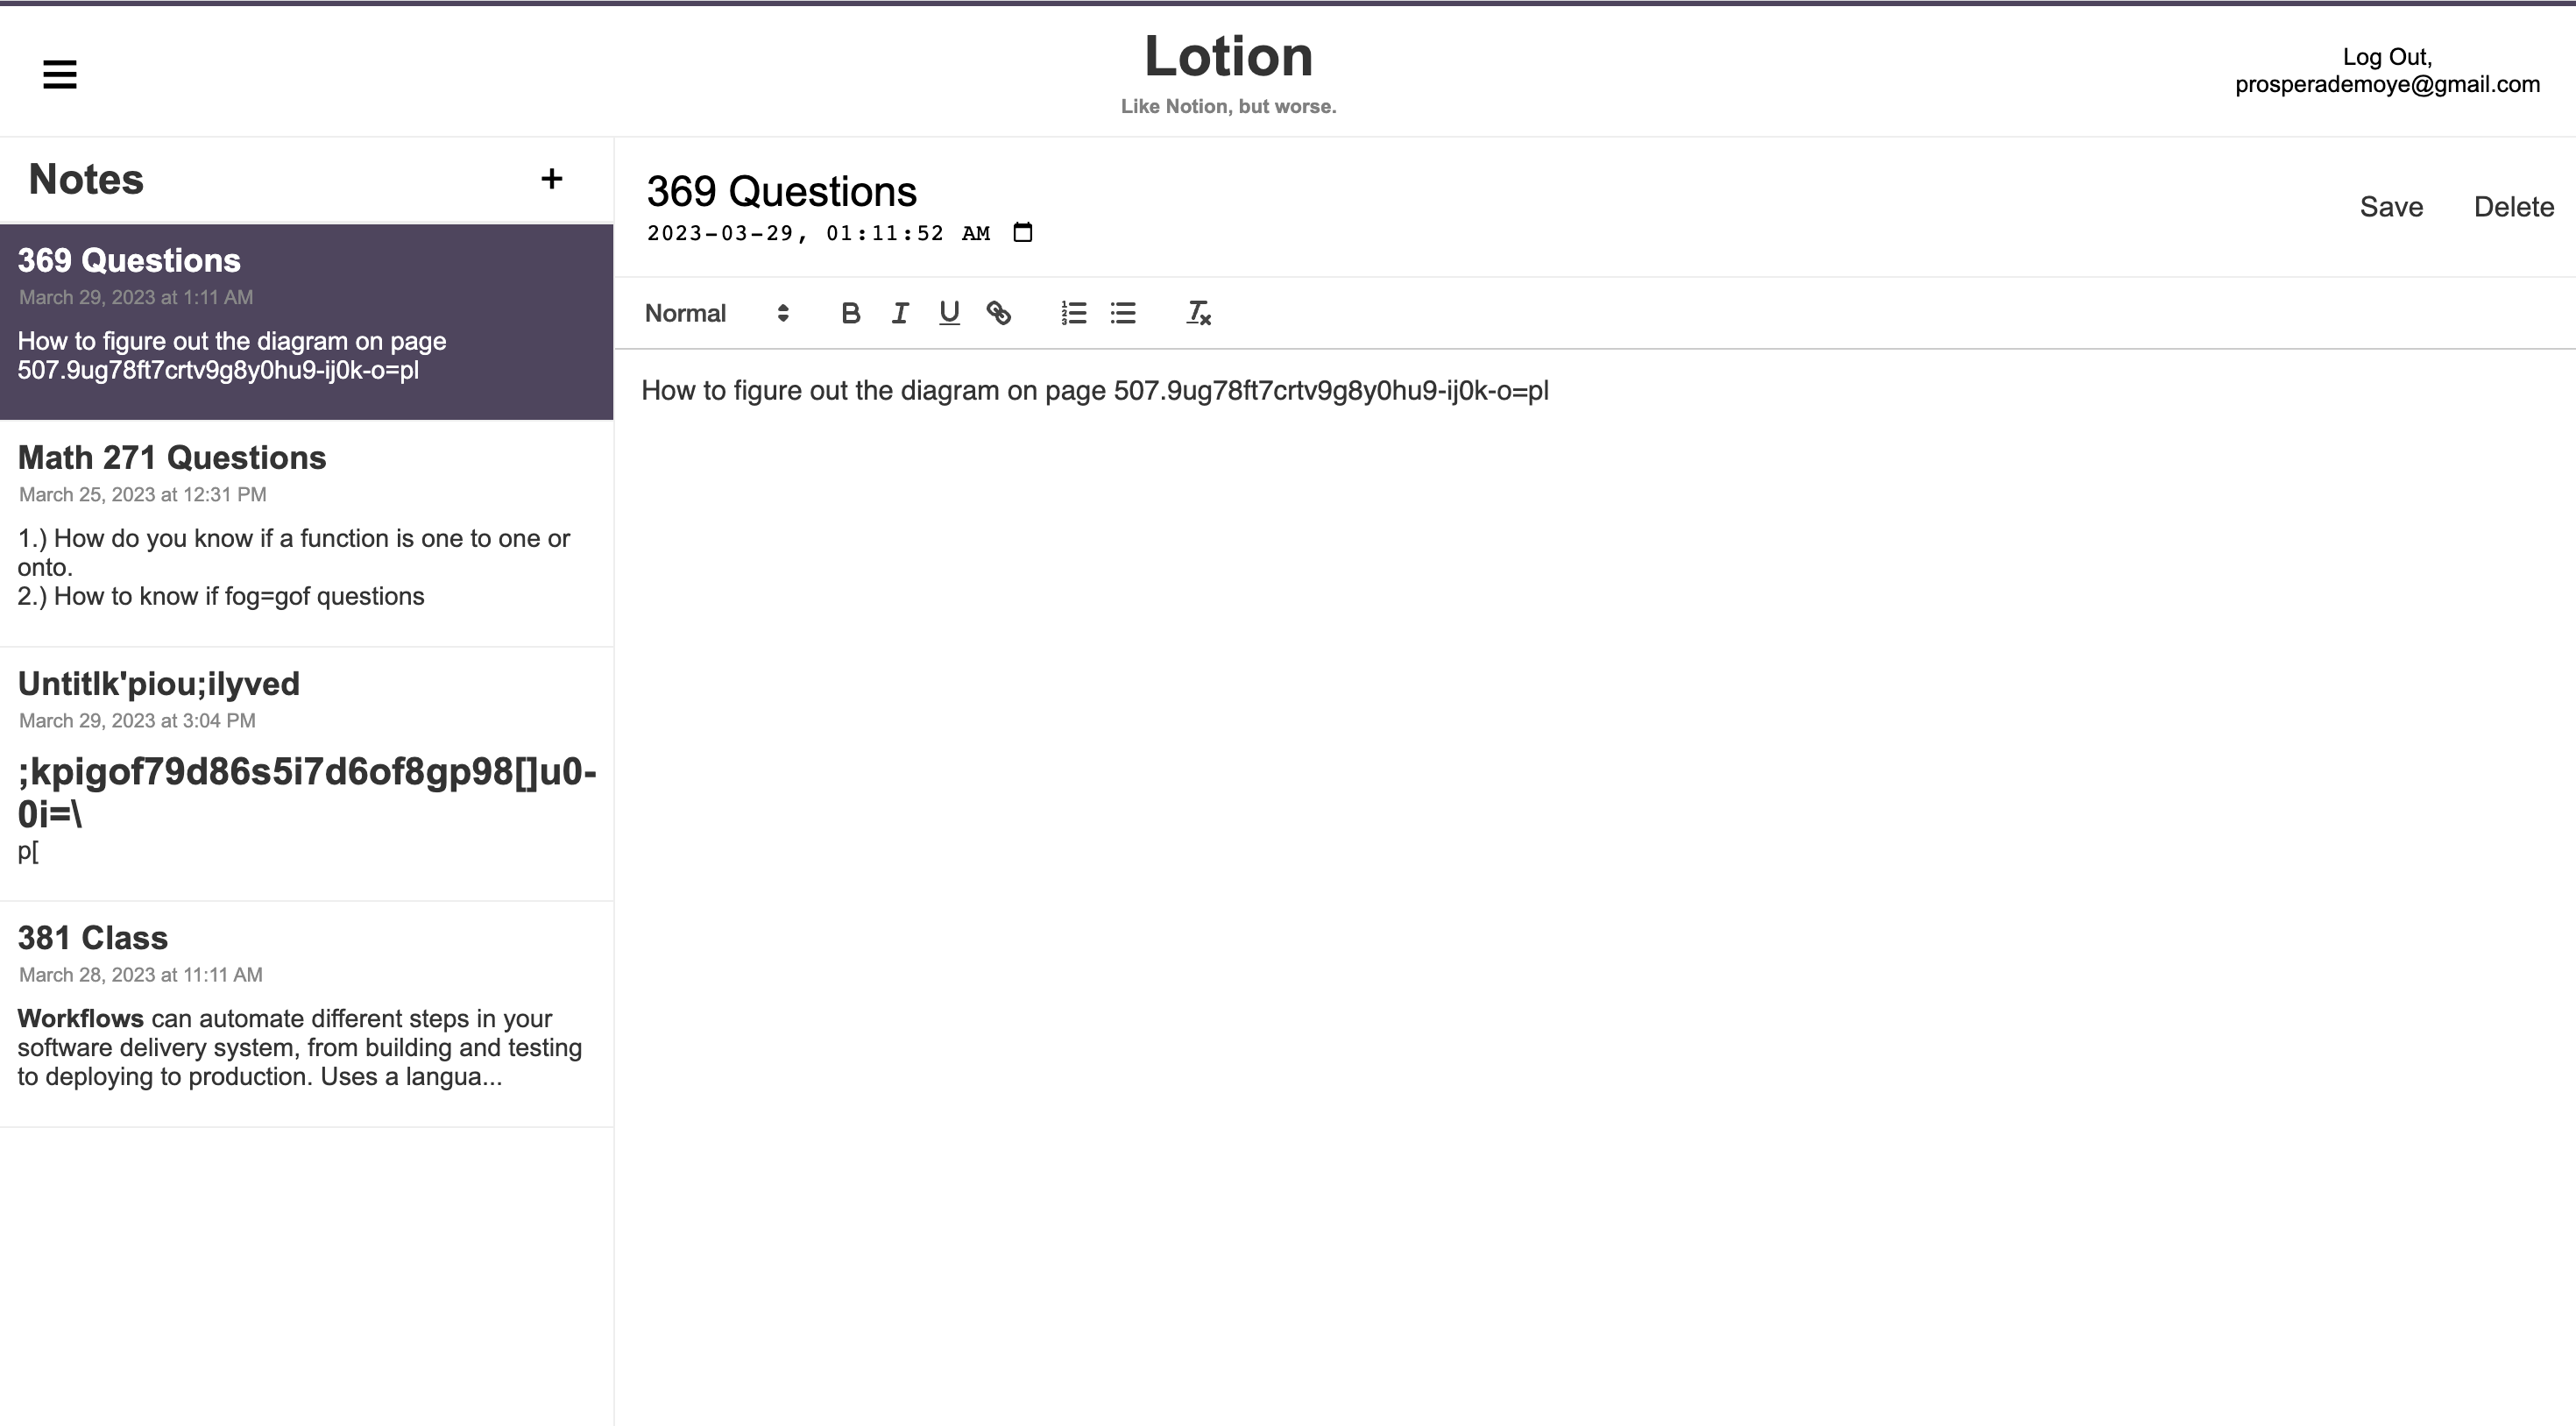 Lotion
Like Notion, but worse.
Log Out,
prosperademoye@gmail.com
Notes
+
369 Questions
March 29, 2023 at 1:11 AM
How to figure out the diagram on page
507.9ug78ft7crtv9g8y0hu9-ij0k-o=pl
Math 271 Questions
March 25, 2023 at 12:31 PM
1.) How do you know if a function is one to one or
onto.
2.) How to know if fog=gof questions
Untitlk'piou;ilyved
March 29, 2023 at 3:04 PM
;kpigof79d86s5i7d6of8gp98[]u0-
0i=\
p[
381 Class
March 28, 2023 at 11:11 AM
Workflows can automate different steps in your
software delivery system, from building and testing
to deploying to production. Uses a langua...
369 Questions
2023-03-29, 01:11:52 AM
Save Delete
Normal B I U
How to figure out the diagram on page 507.9ug78ft7crtv9g8y0hu9-ij0k-o=pl